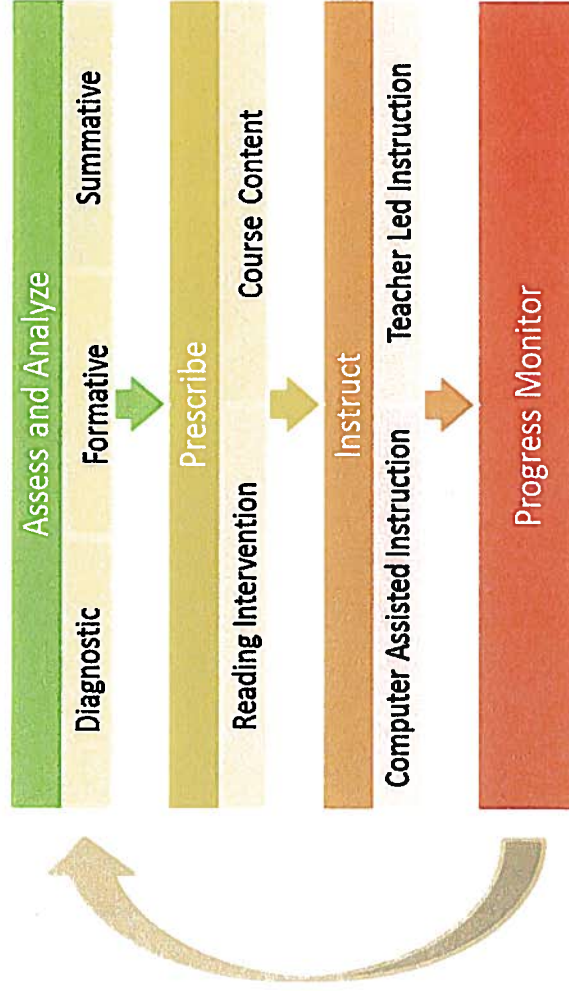 Assess and Analyze
Diagnostic Formative Summative
Prescribe
Reading Intervention Course Content
Instruct
Computer Assisted Instruction Teacher Led Instruction
Progress Monitor